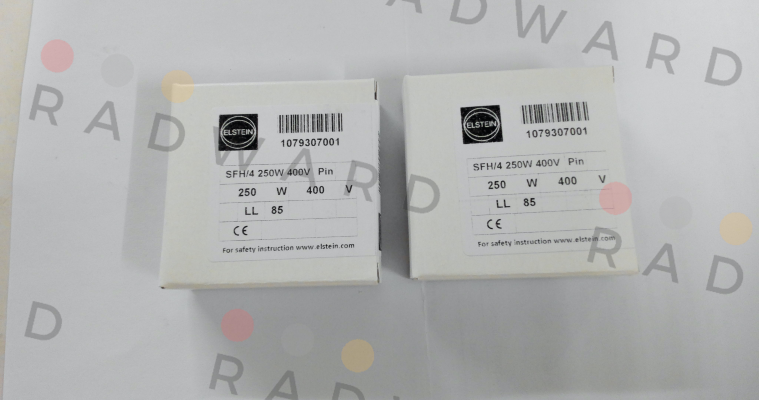 ELSTEIN
1079307001
SFH/4 250W 400V Pin
250 W 400 V
LL 85
CE
For safety instruction www.elstein.com
ELSTEIN
1079307001
SFH/4 250W 400V Pin
250 W 400 V
LL 85
CE
For safety instruction www.elstein.com
RADWARD
RADWARD
RAD
D
RADWARD